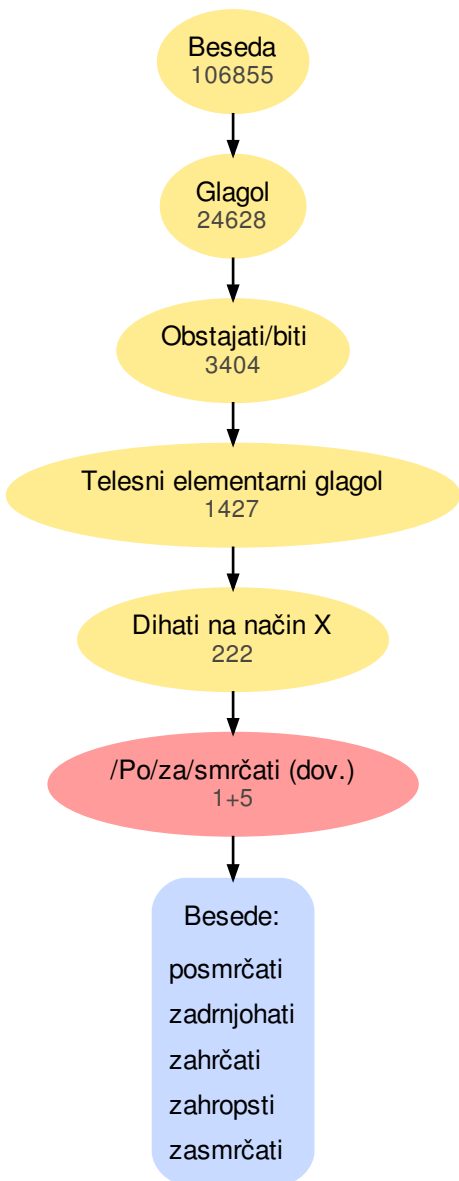 Beseda
106855
Glagol
24628
Obstajati/biti
3404
Telesni elementarni glagol
1427
Dihati na način X
222
/Po/za/smrčati (dov.)
1+5
Besede:
posmrčati
zadrnjohati
zahrčati
zahropsti
zasmrčati